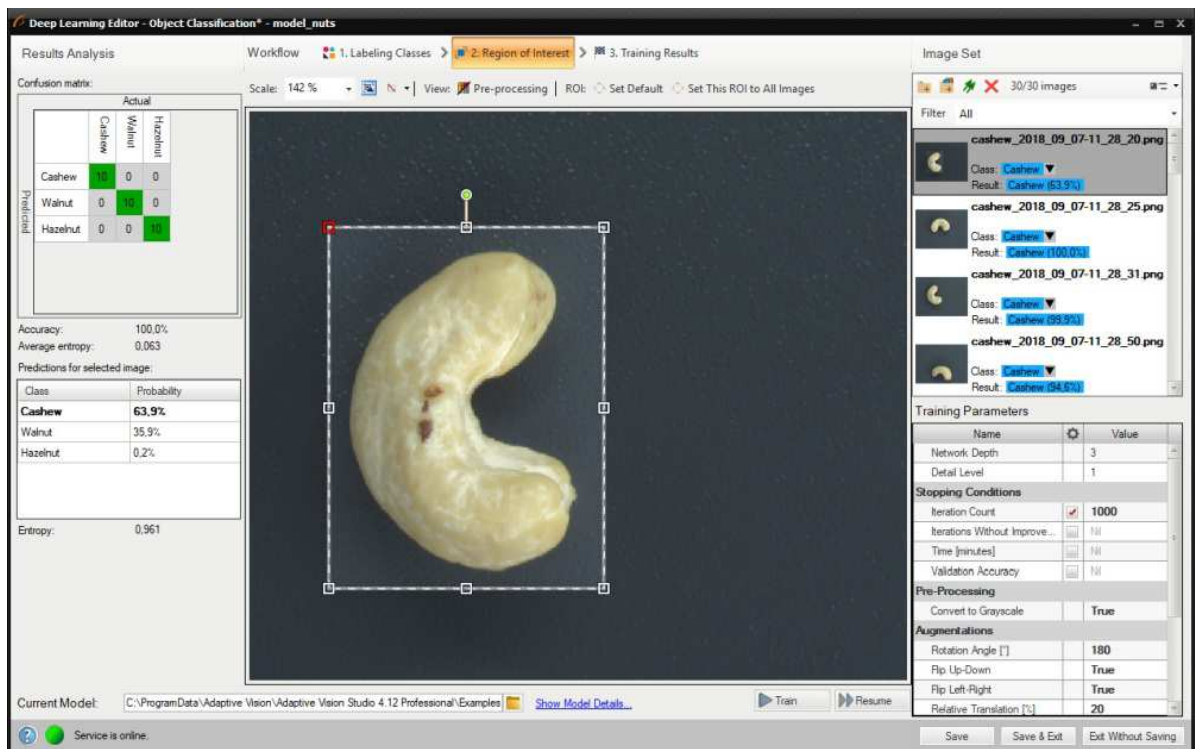 Deep Learning Editor - Object Classification* - model_nuts
Results Analysis
Confusion matrix:
Actual
Cashew Walnut Hazelnut
Predicted
Cashew 10 0 0
Walnut 0 10 0
Hazelnut 0 0 10
Accuracy: 100,0%
Average entropy: 0,063
Predictions for selected image:
Class Probability
Cashew 63,9%
Walnut 35,9%
Hazelnut 0,2%
Entropy: 0,961
Workflow 1. Labeling Classes 2. Region of Interest 3. Training Results
Scale: 142 % View: Pre-processing ROI: Set Default Set This ROI to All Images
Image Set
30/30 images
Filter All
cashew_2018_09_07-11_28_20.png
Class: Cashew
Result: Cashew (63,9%)
cashew_2018_09_07-11_28_25.png
Class: Cashew
Result: Cashew (100,0%)
cashew_2018_09_07-11_28_31.png
Class: Cashew
Result: Cashew (99,9%)
cashew_2018_09_07-11_28_50.png
Class: Cashew
Result: Cashew (94,6%)
Training Parameters
Name Value
Network Depth 3
Detail Level 1
Stopping Conditions
Iteration Count 1000
Iterations Without Improve... Nil
Time [minutes] Nil
Validation Accuracy Nil
Pre-Processing
Convert to Grayscale True
Augmentations
Rotation Angle [°] 180
Flip Up-Down True
Flip Left-Right True
Relative Translation [%] 20
Current Model: C:\ProgramData\Adaptive Vision\Adaptive Vision Studio 4.12 Professional\Examples Show Model Details... Train Resume
Service is online. Save Save & Exit Exit Without Saving